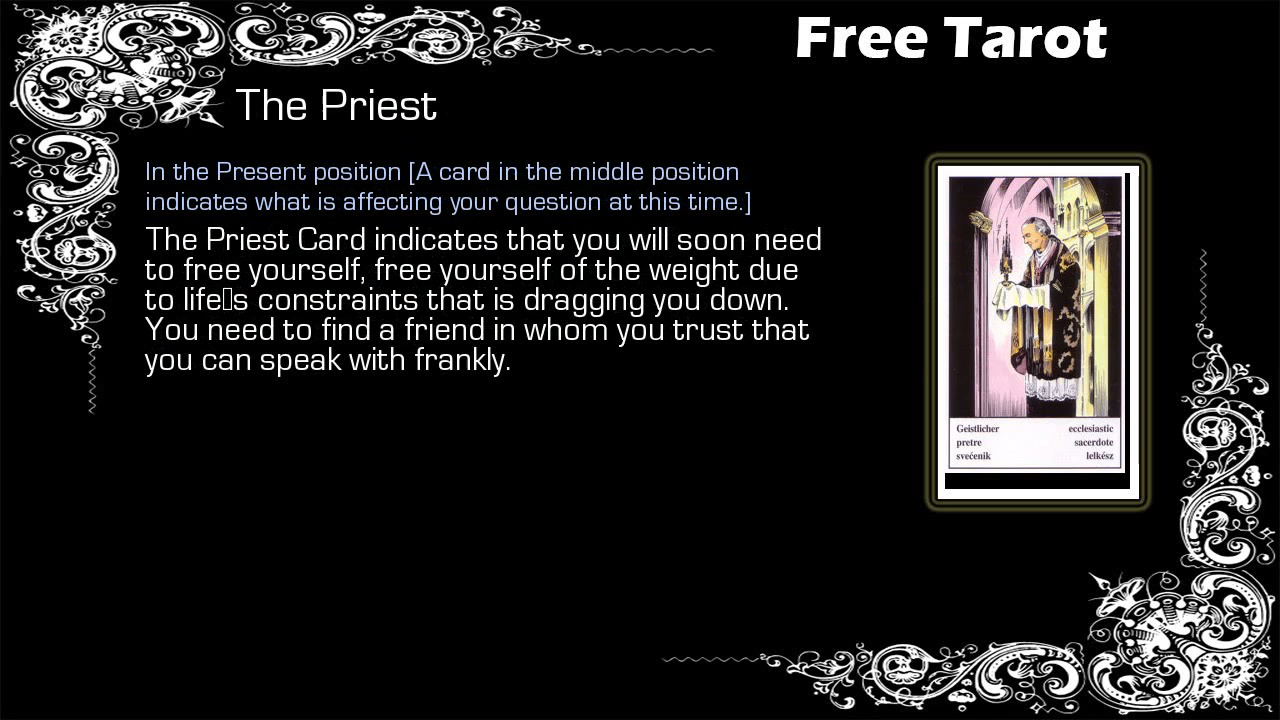 Free Tarot
The Priest
In the Present position [A card in the middle position
indicates what is affecting your question at this time.]
The Priest Card indicates that you will soon need
to free yourself, free yourself of the weight due
to life▯s constraints that is dragging you down.
You need to find a friend in whom you trust that
you can speak with frankly.
Geistlicher ecclesiastic
pretre sacerdote
svećenik lelkész